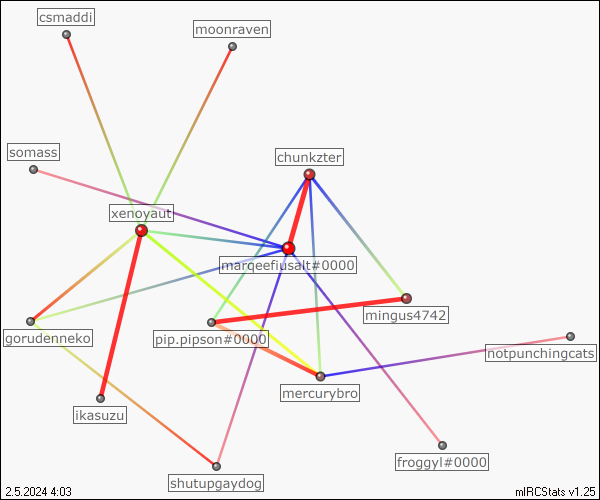 csmaddi
moonraven
somass
chunkzter
xenoyaut
marqeefiusalt#0000
mingus4742
gorudenneko
pip.pipson#0000
notpunchingcats
mercurybro
ikasuzu
froggyl#0000
shutupgaydog
2.5.2024 4:03
mIRCStats v1.25